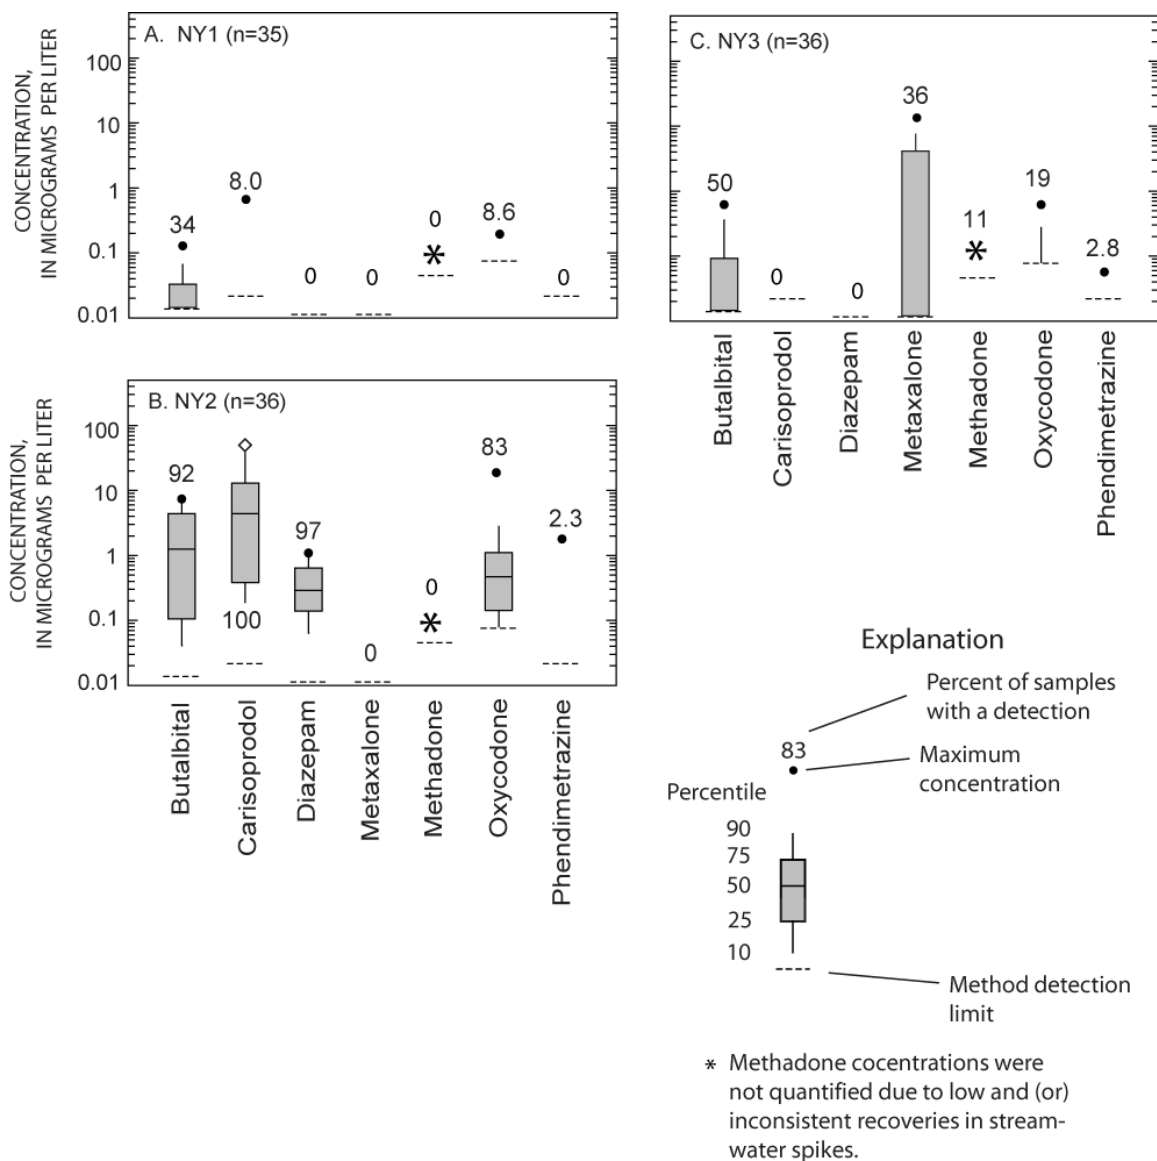 CONCENTRATION,
IN MICROGRAMS PER LITER
A. NY1 (n=35)
100
10
1
0.1
0.01
34
8.0
0
0
0
*
8.6
0
C. NY3 (n=36)
50
0
0
36
11
*
19
2.8
Butalbital
Carisoprodol
Diazepam
Metaxalone
Methadone
Oxycodone
Phendimetrazine
CONCENTRATION,
IN MICROGRAMS PER LITER
B. NY2 (n=36)
100
10
1
0.1
0.01
92
100
97
0
0
*
83
2.3
Butalbital
Carisoprodol
Diazepam
Metaxalone
Methadone
Oxycodone
Phendimetrazine
Explanation
Percent of samples
with a detection
83
Maximum
concentration
Percentile
90
75
50
25
10
Method detection
limit
* Methadone cocentrations were
not quantified due to low and (or)
inconsistent recoveries in stream-
water spikes.